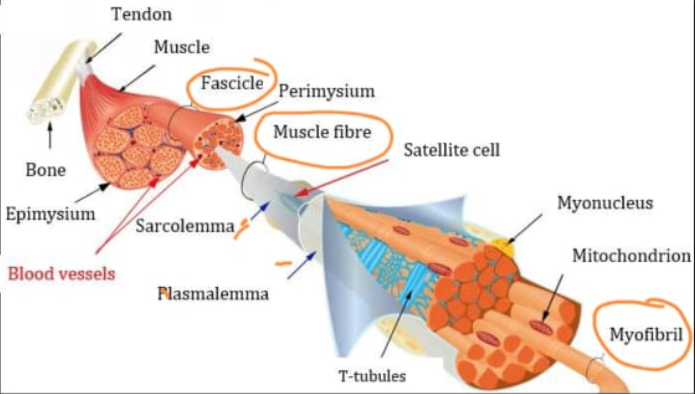 Tendon
Muscle
Fascicle
Perimysium
Muscle fibre
Satellite cell
Bone
Epimysium
Sarcolemma
Myonucleus
Mitochondrion
Blood vessels
Plasmalemma
Myofibril
T-tubules